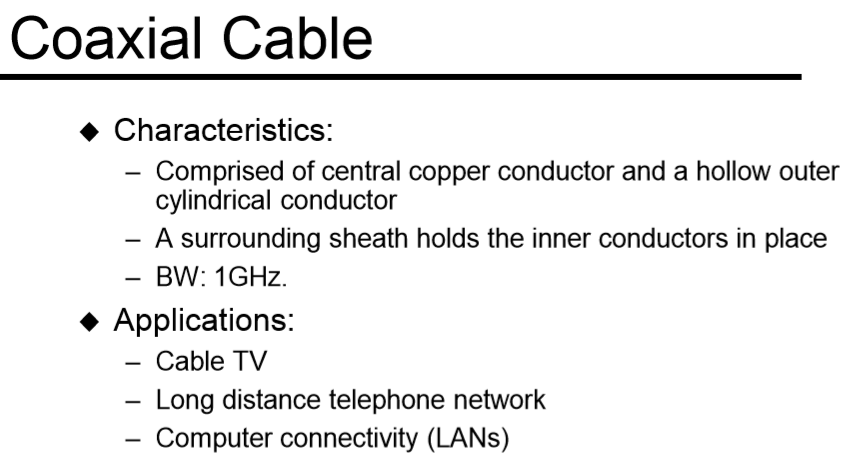 Coaxial Cable
◆ Characteristics:
– Comprised of central copper conductor and a hollow outer
cylindrical conductor
– A surrounding sheath holds the inner conductors in place
– BW: 1GHz.
◆ Applications:
– Cable TV
– Long distance telephone network
– Computer connectivity (LANs)